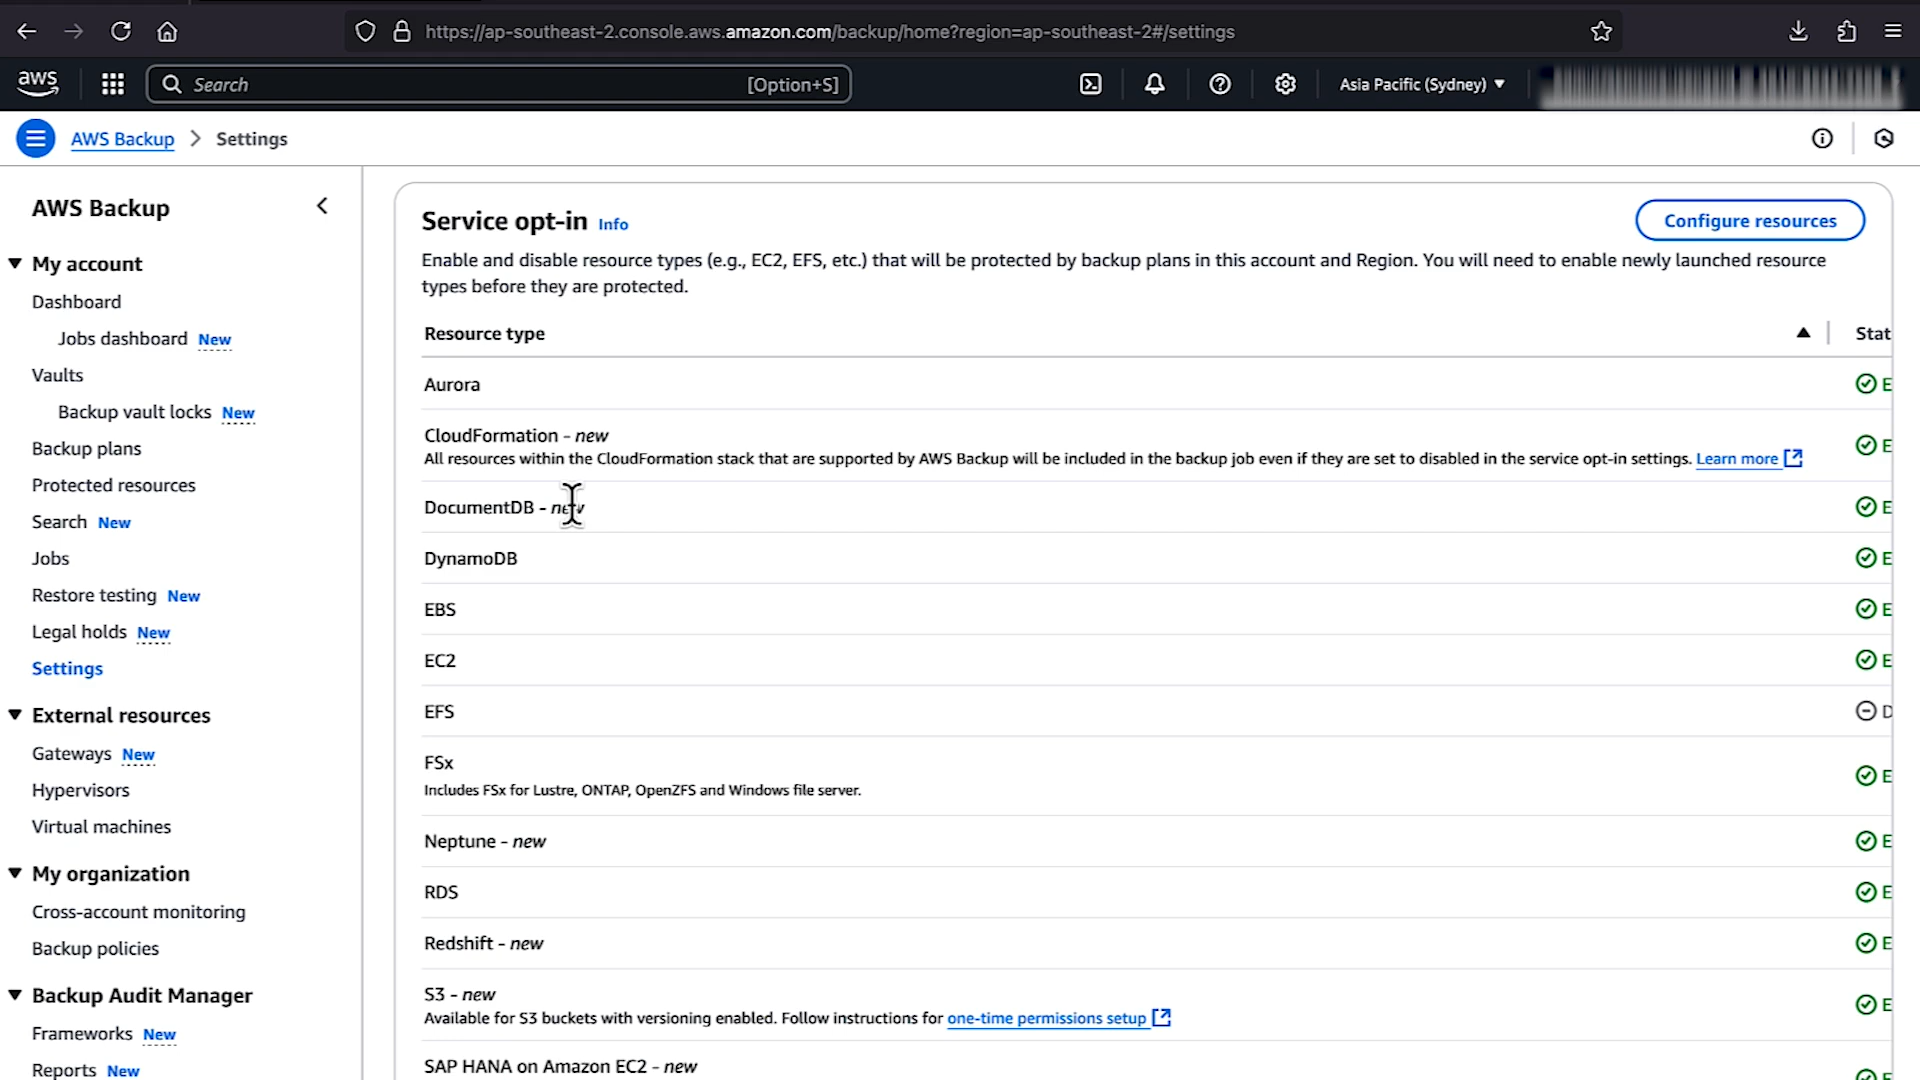 https://ap-southeast-2.console.aws.amazon.com/backup/home?region=ap-southeast-2#/settings
aws
Search
[Option+S]
Asia Pacific (Sydney)
AWS Backup
Settings
AWS Backup
My account
Dashboard
Jobs dashboard New
Vaults
Backup vault locks New
Backup plans
Protected resources
Search New
Jobs
Restore testing New
Legal holds New
Settings
External resources
Gateways New
Hypervisors
Virtual machines
My organization
Cross-account monitoring
Backup policies
Backup Audit Manager
Frameworks New
Reports New
Service opt-in Info
Configure resources
Enable and disable resource types (e.g., EC2, EFS, etc.) that will be protected by backup plans in this account and Region. You will need to enable newly launched resource
types before they are protected.
Resource type
Stat
Aurora
E
CloudFormation - new
All resources within the CloudFormation stack that are supported by AWS Backup will be included in the backup job even if they are set to disabled in the service opt-in settings. Learn more
E
DocumentDB - new
E
DynamoDB
E
EBS
E
EC2
E
EFS
D
FSx
Includes FSx for Lustre, ONTAP, OpenZFS and Windows file server.
E
Neptune - new
E
RDS
E
Redshift - new
E
S3 - new
Available for S3 buckets with versioning enabled. Follow instructions for one-time permissions setup
E
SAP HANA on Amazon EC2 - new